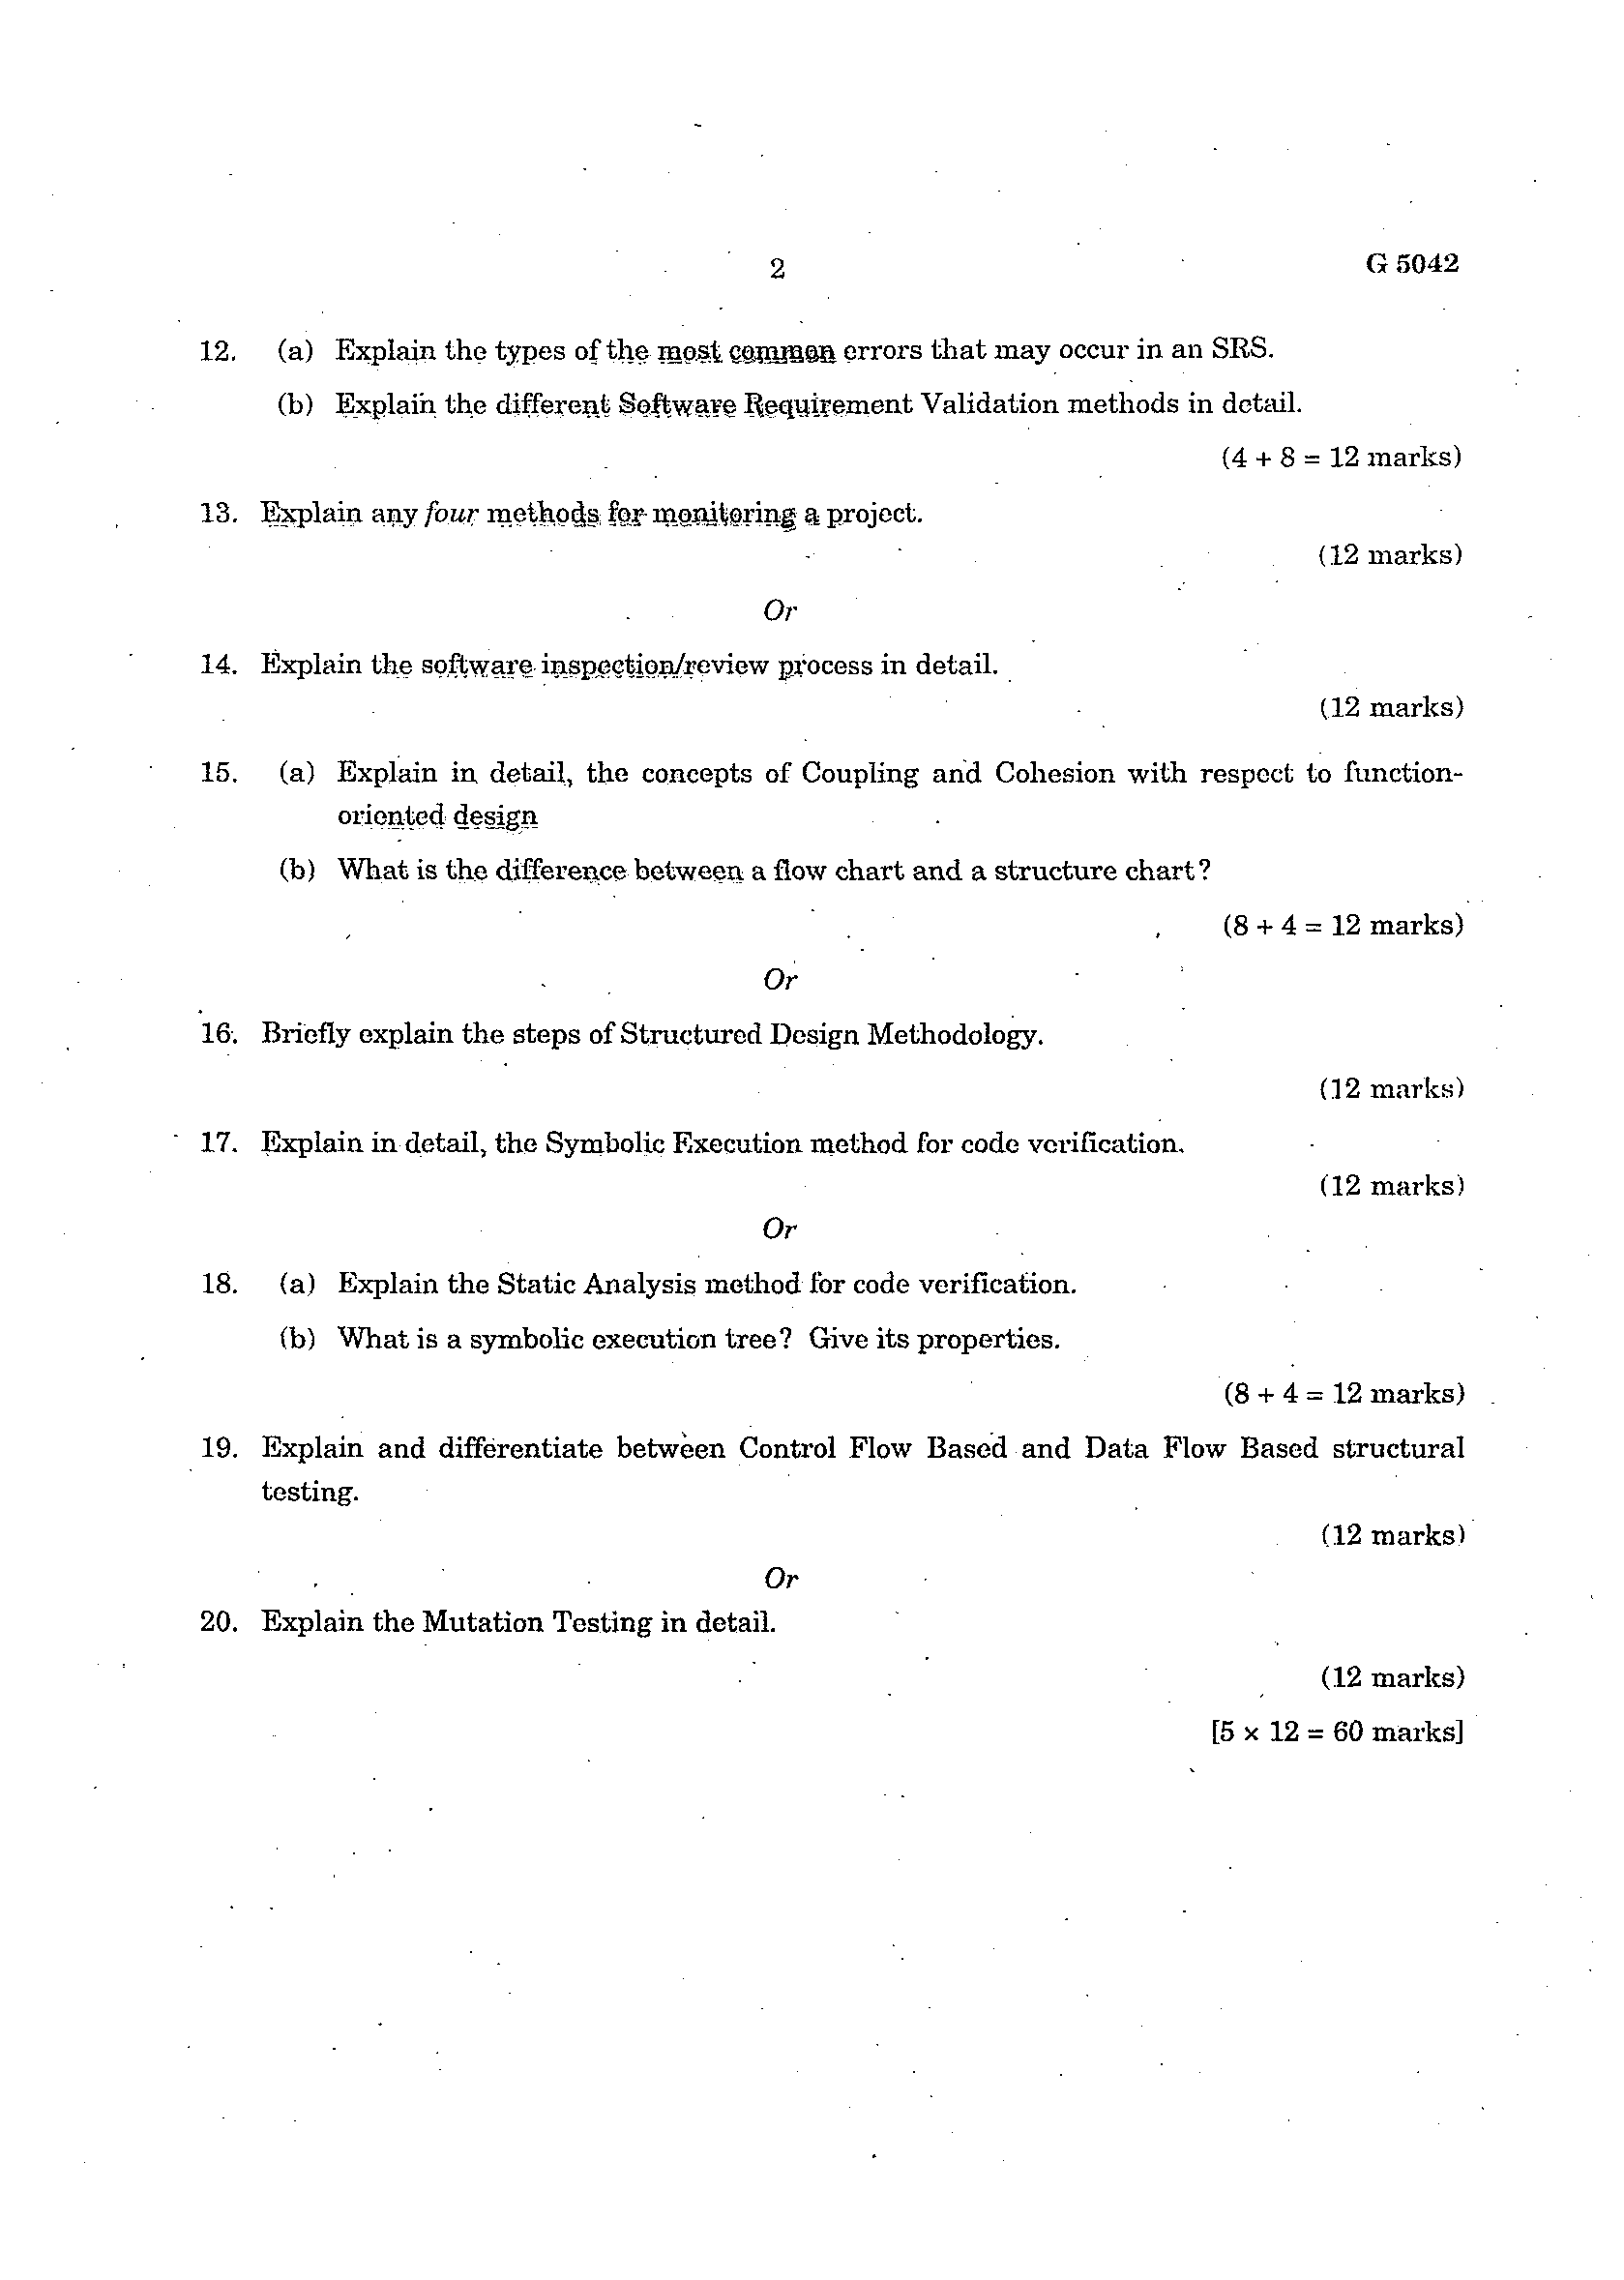 2
G 5042
12. (a) Explain the types of the most common errors that may occur in an SRS.
(b) Explain the different Software Requirement Validation methods in detail.
(4 + 8 = 12 marks)
13. Explain any four methods for monitoring a project.
(12 marks)
Or
14. Explain the software inspection/review process in detail.
(12 marks)
15. (a) Explain in detail, the concepts of Coupling and Cohesion with respect to function-
oriented design
(b) What is the difference between a flow chart and a structure chart?
(8 + 4 = 12 marks)
Or
16. Briefly explain the steps of Structured Design Methodology.
(12 marks)
17. Explain in detail, the Symbolic Execution method for code verification.
(12 marks)
Or
18. (a) Explain the Static Analysis method for code verification.
(b) What is a symbolic execution tree? Give its properties.
(8 + 4 = 12 marks)
19. Explain and differentiate between Control Flow Based and Data Flow Based structural
testing.
(12 marks)
Or
20. Explain the Mutation Testing in detail.
(12 marks)
[5 × 12 = 60 marks]